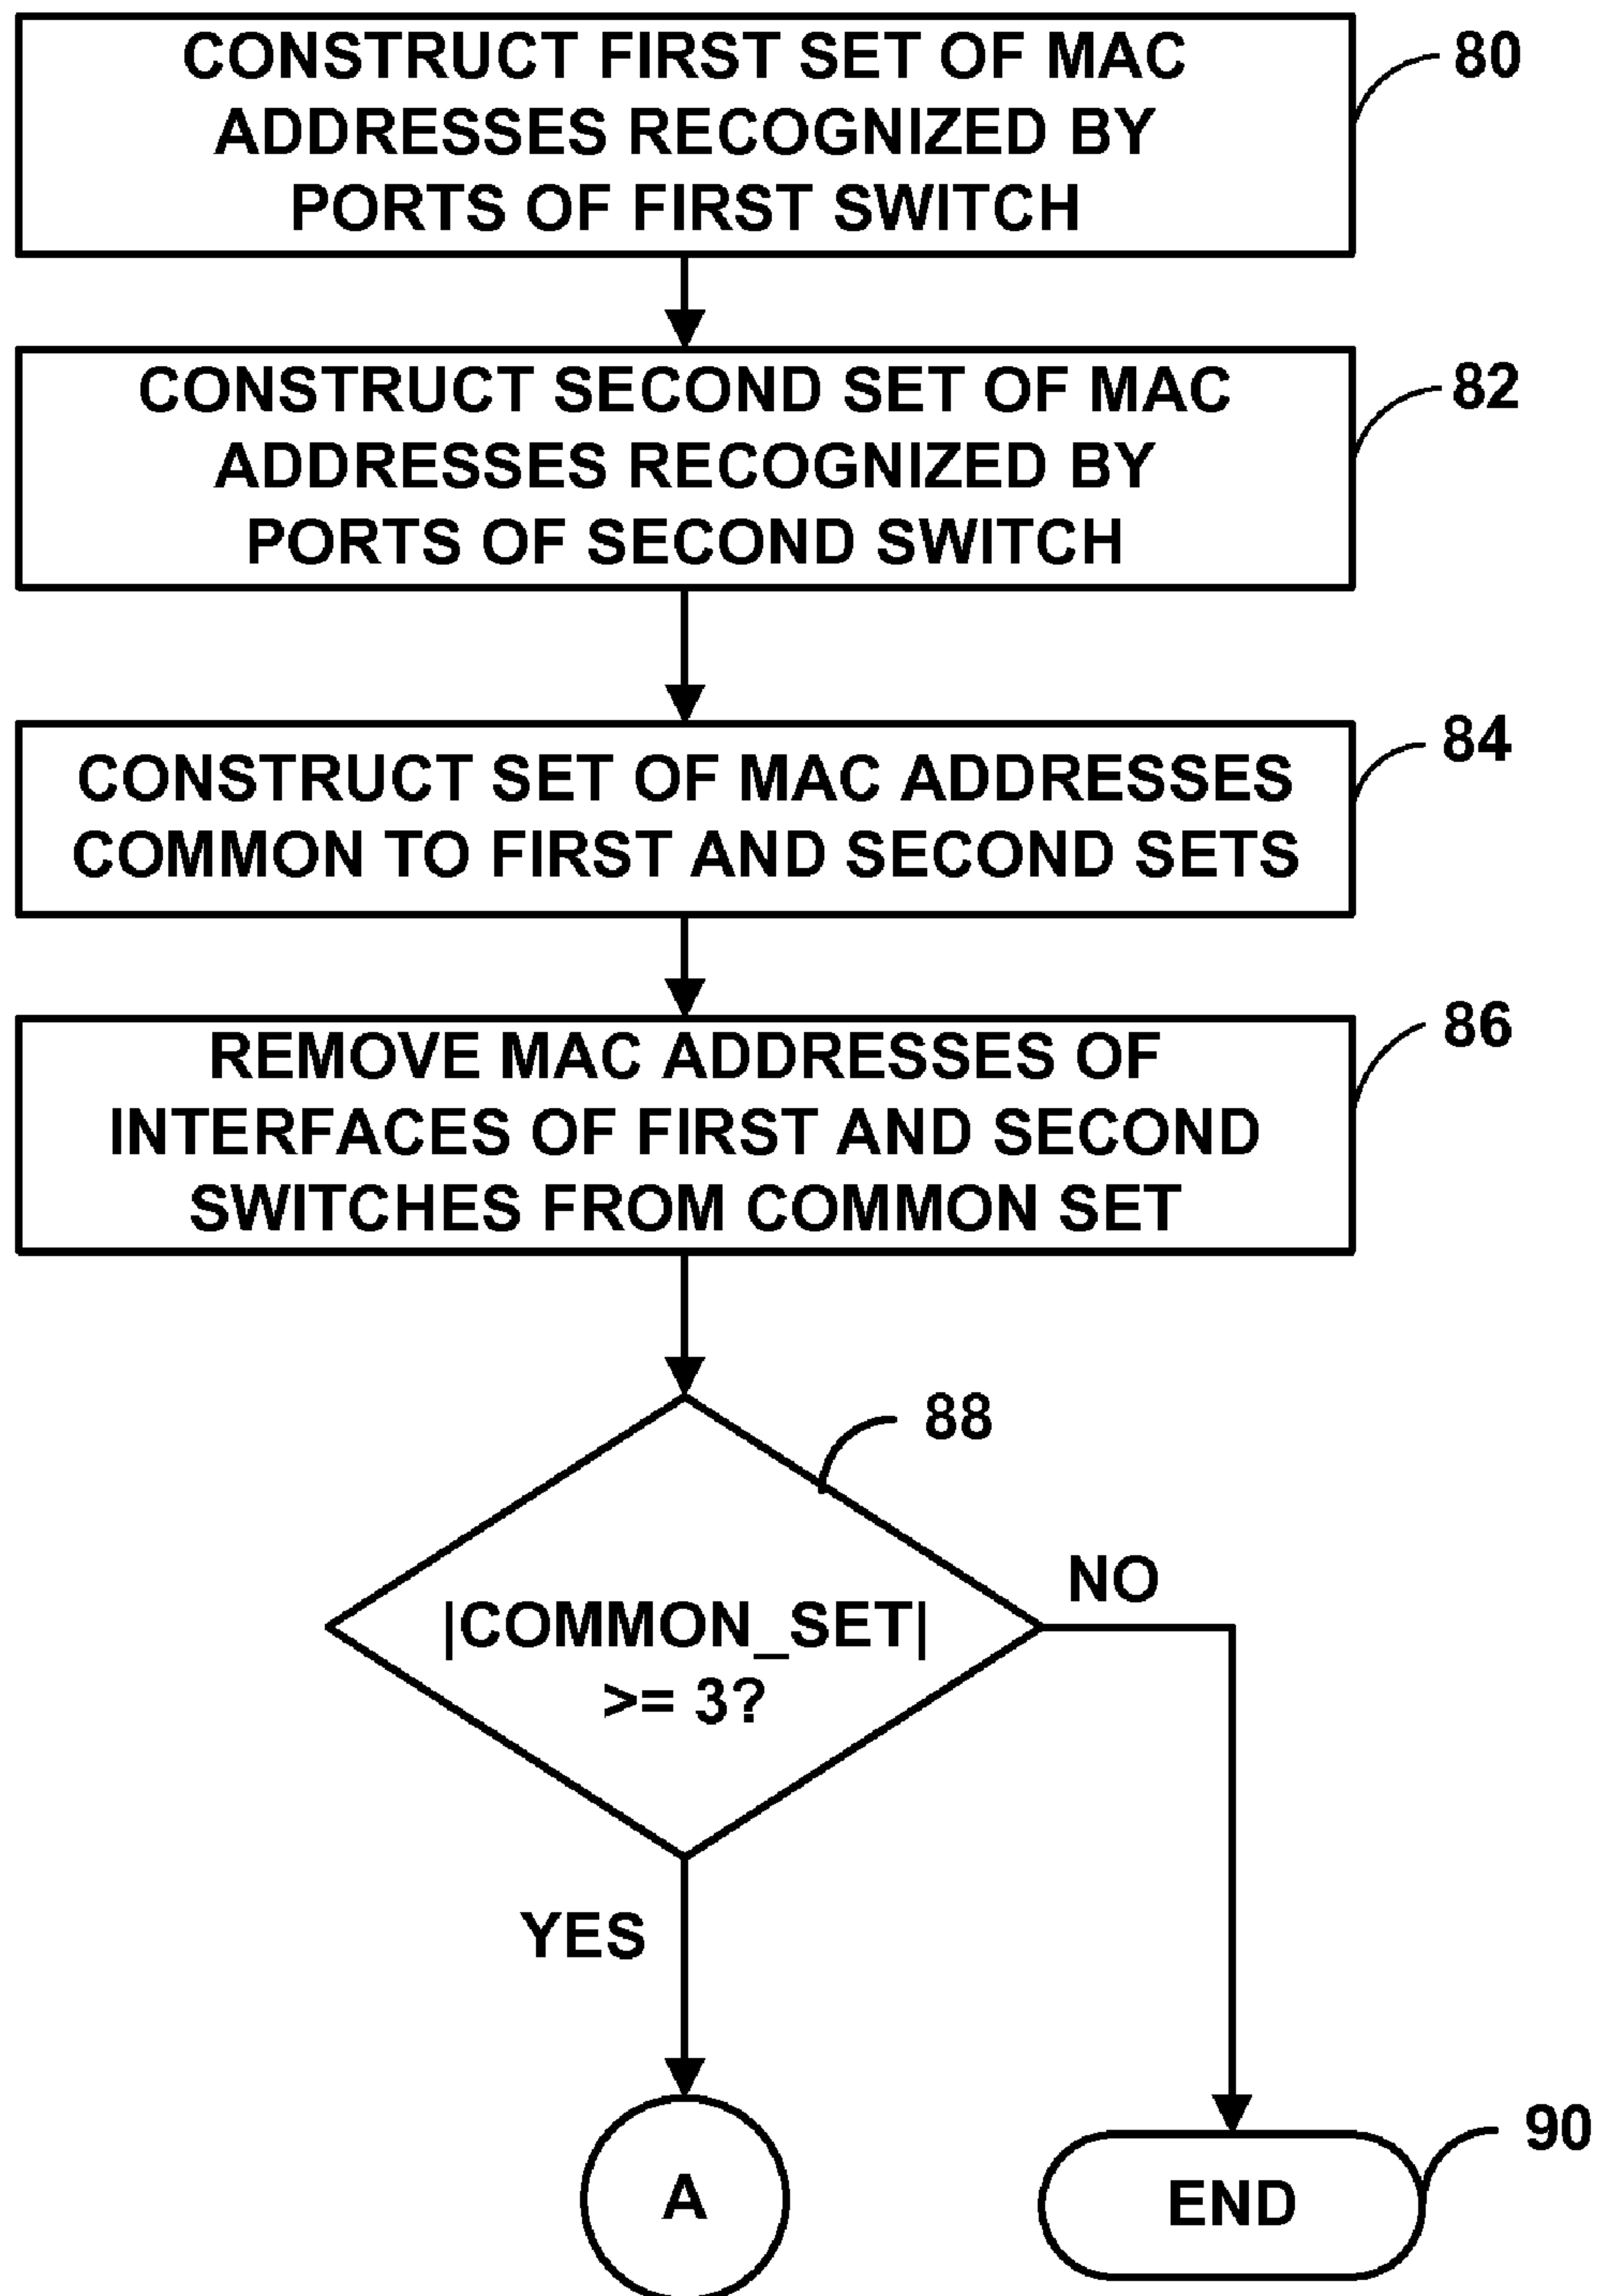 CONSTRUCT FIRST SET OF MAC
ADDRESSES RECOGNIZED BY
PORTS OF FIRST SWITCH
80
CONSTRUCT SECOND SET OF MAC
ADDRESSES RECOGNIZED BY
PORTS OF SECOND SWITCH
82
CONSTRUCT SET OF MAC ADDRESSES
COMMON TO FIRST AND SECOND SETS
84
REMOVE MAC ADDRESSES OF
INTERFACES OF FIRST AND SECOND
SWITCHES FROM COMMON SET
86
88
|COMMON_SET|
>= 3?
NO
YES
A
END
90